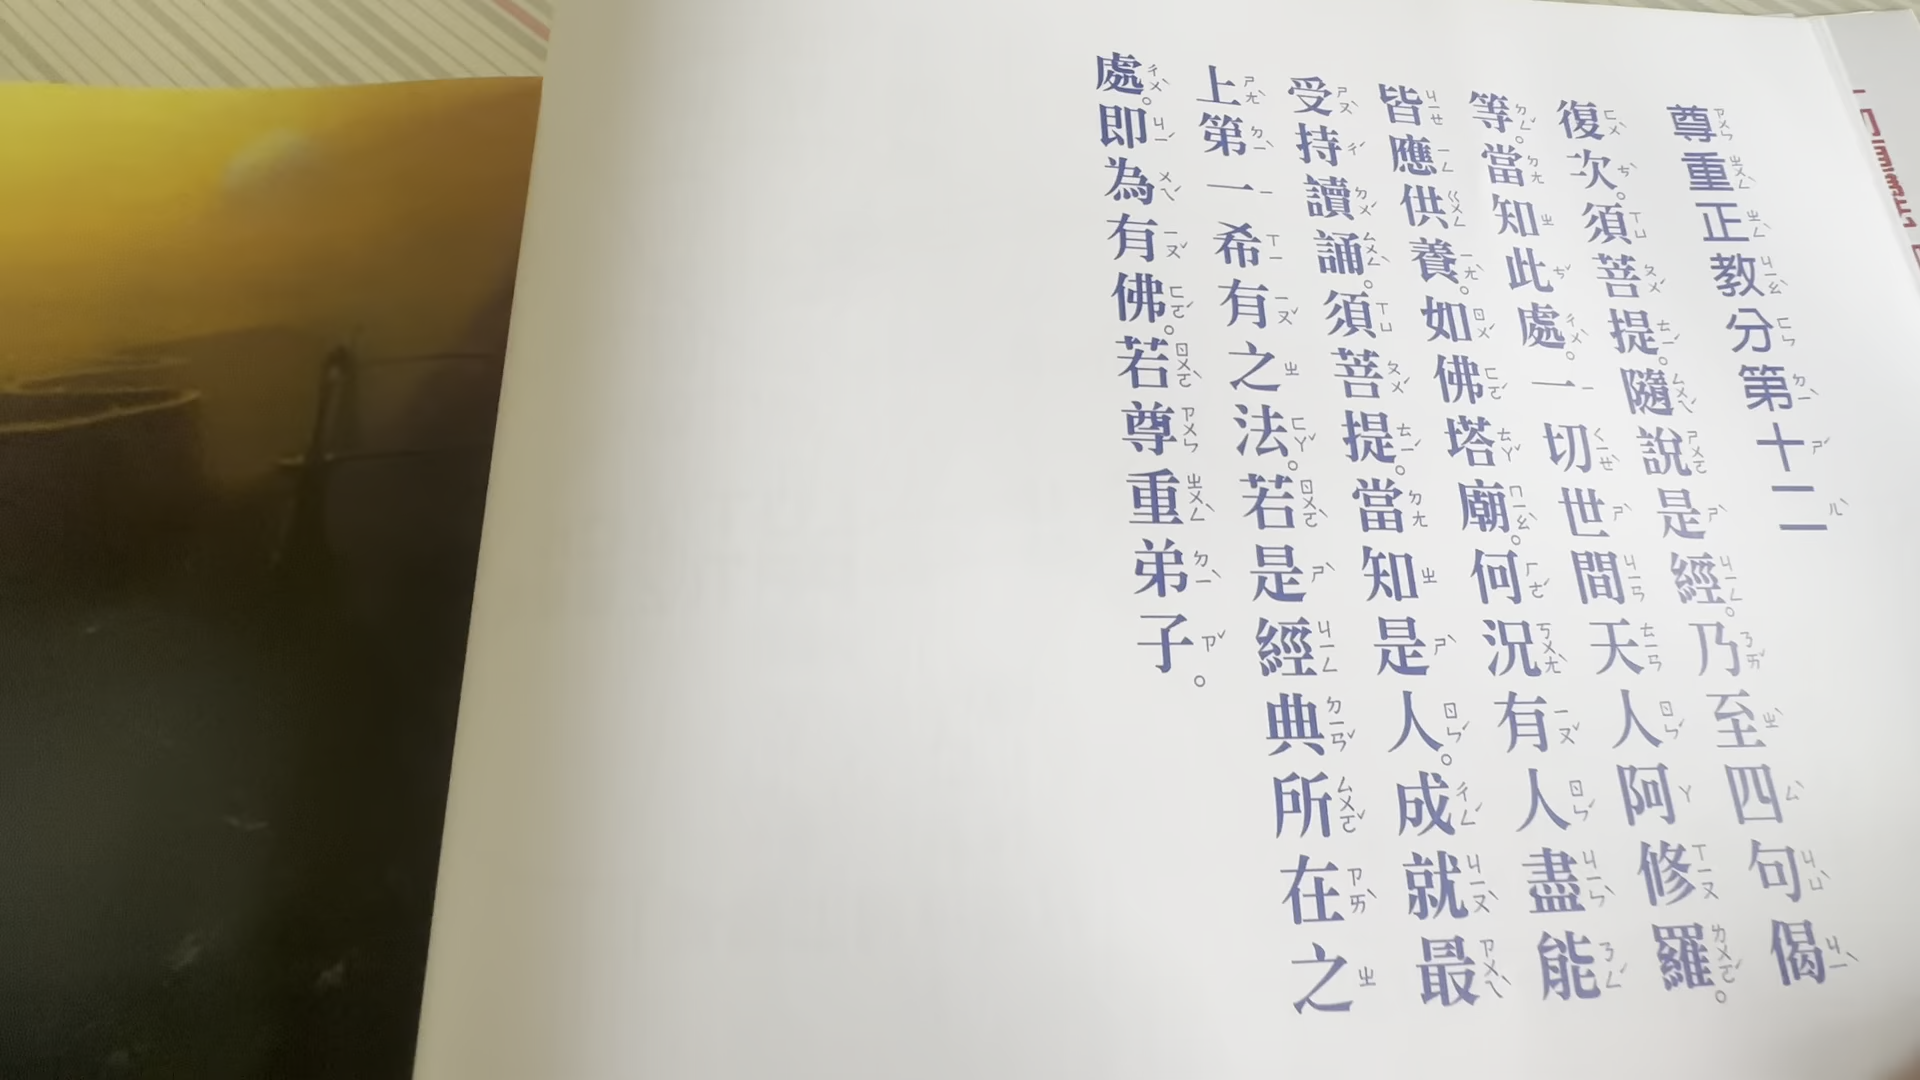 尊重正教分第十二
復次。須菩提。隨說是經。乃至四句偈
等。當知此處。一切世間天人阿修羅。
皆應供養。如佛塔廟。何況有人盡能
受持讀誦。須菩提。當知是人。成就最
上第一希有之法。若是經典所在之
處。即為有佛。若尊重弟子。